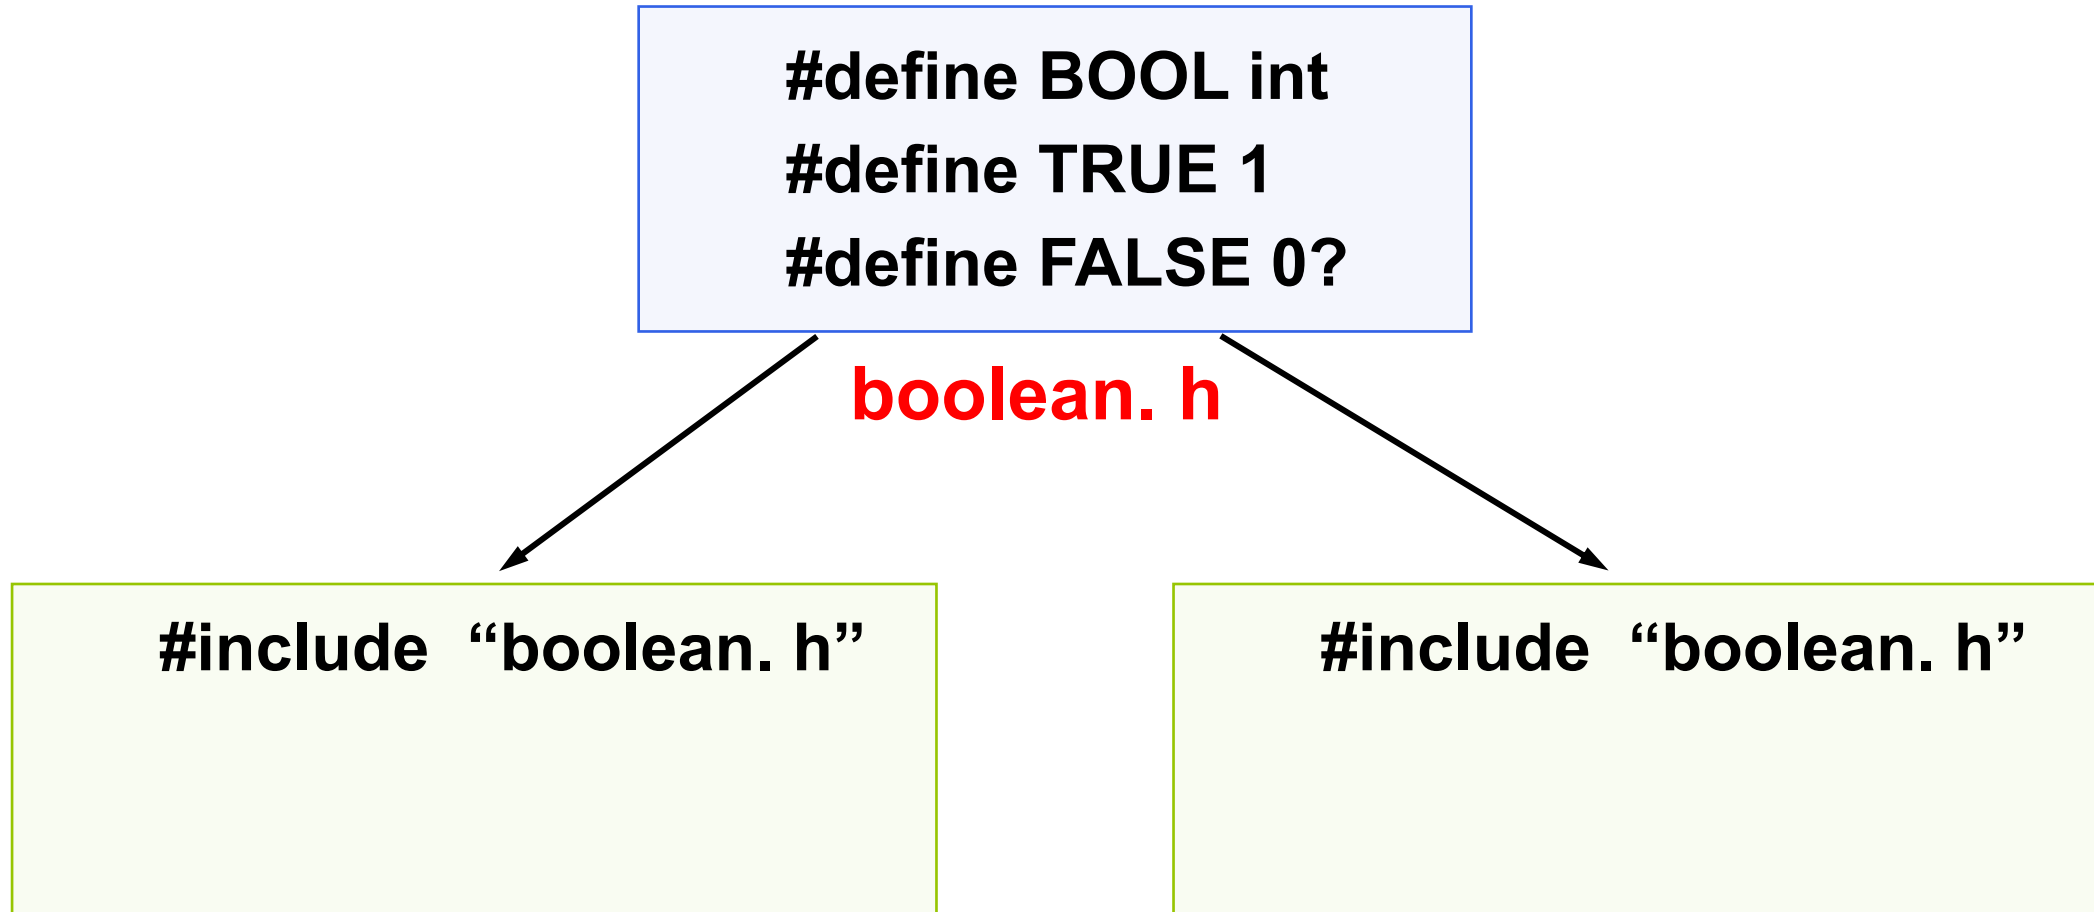 #define BOOL int
#define TRUE 1
#define FALSE 0?
boolean. h
#include “boolean. h”
#include “boolean. h”